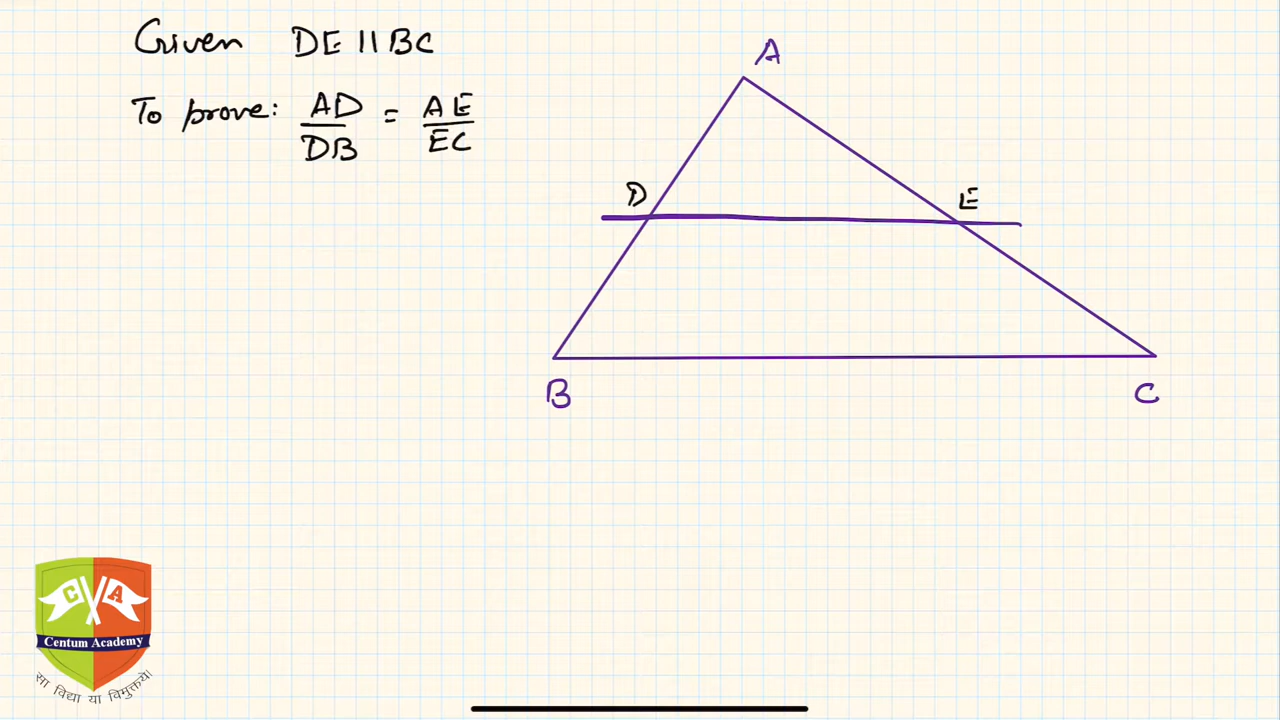 Given DE || BC
To prove: AD/DB = AE/EC
A
D
E
B
C
C A
Centum Academy
सा विद्या या विमुक्तये।